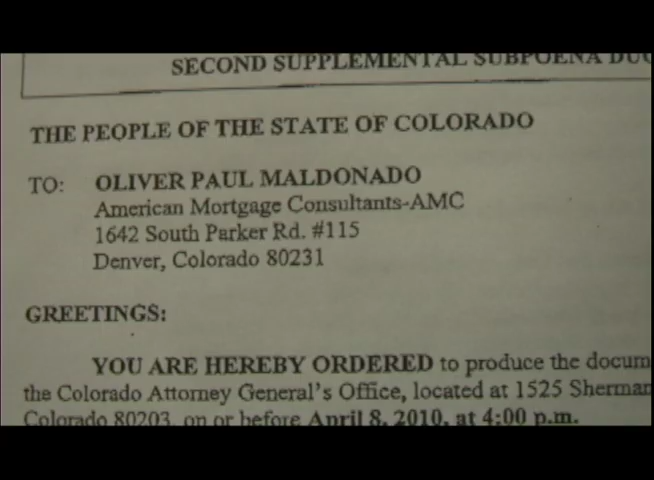 SECOND SUPPLEMENTAL SUBPOENA
THE PEOPLE OF THE STATE OF COLORADO
TO: OLIVER PAUL MALDONADO
American Mortgage Consultants-AMC
1642 South Parker Rd. #115
Denver, Colorado 80231
GREETINGS:
YOU ARE HEREBY ORDERED to produce the docum
the Colorado Attorney General's Office, located at 1525 Sherman
Colorado 80203, on or before April 8, 2010, at 4:00 p.m.